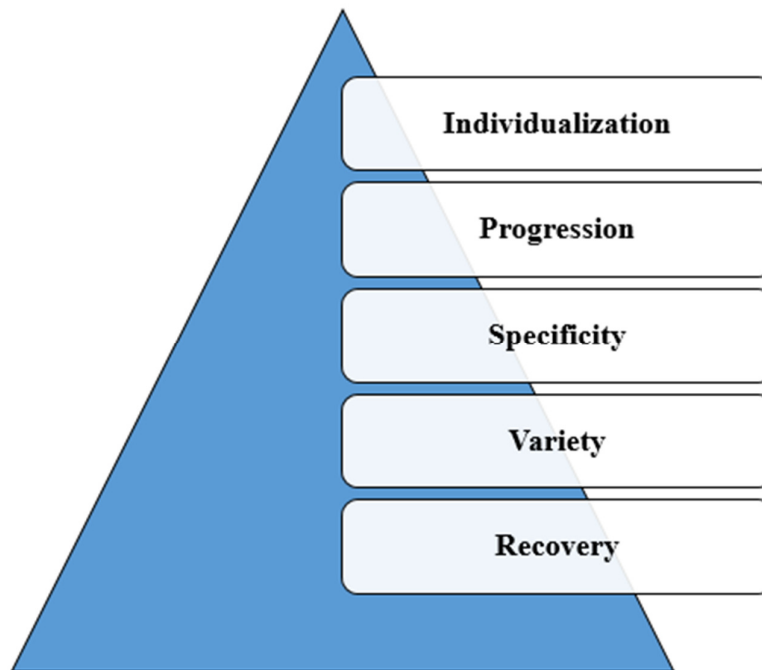 Individualization
Progression
Specificity
Variety
Recovery